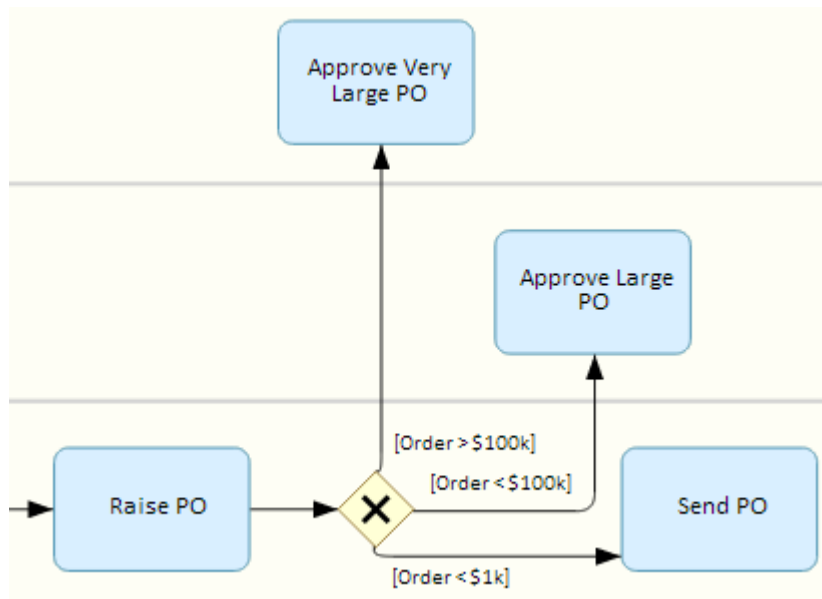 Approve Very
Large PO
Approve Large
PO
[Order > $100k]
[Order < $100k]
Raise PO
Send PO
[Order < $1k]